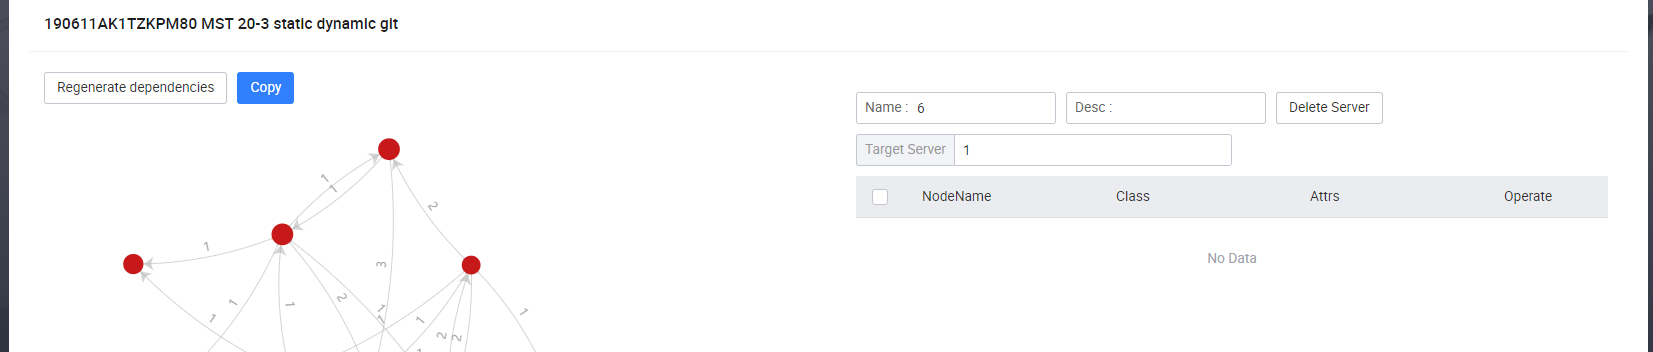 190611AK1TZKPM80 MST 20-3 static dynamic git
Regenerate dependencies Copy
Name : 6 Desc : Delete Server
Target Server 1
NodeName Class Attrs Operate
No Data
1
1
2
1
3
1
1
2
1
1
1
1
2
2
1